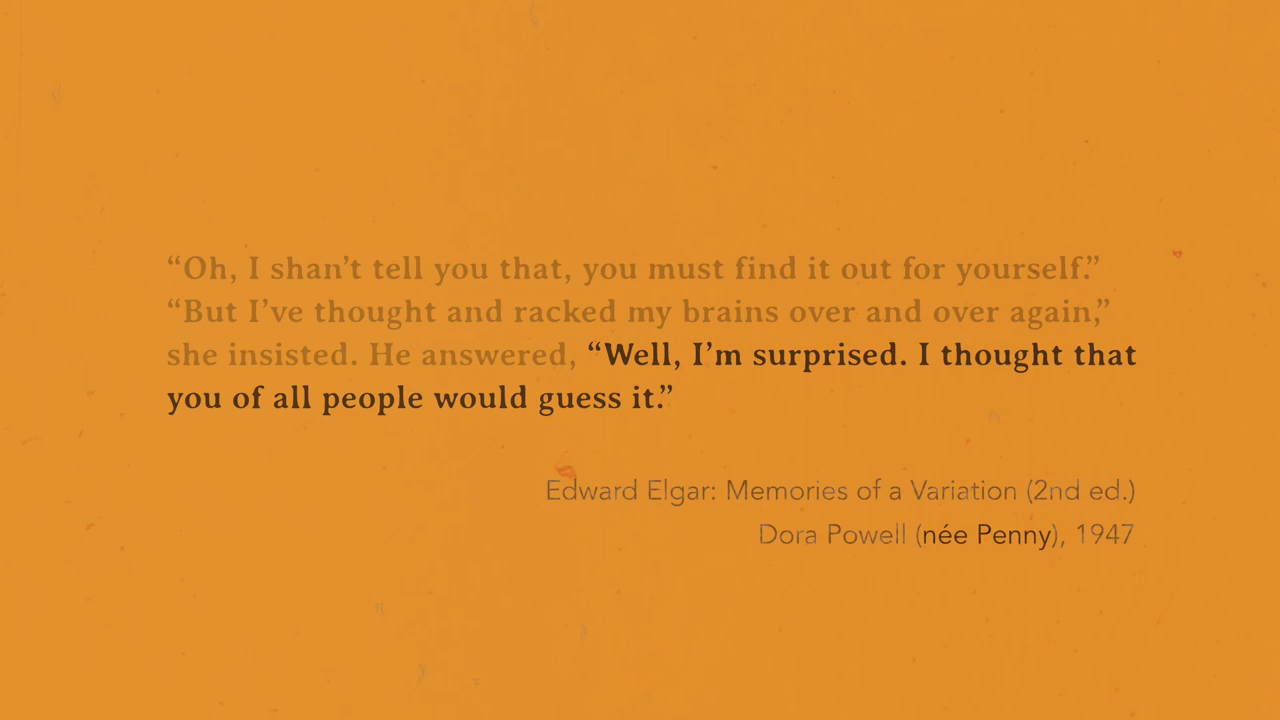 “Oh, I shan’t tell you that, you must find it out for yourself.”
“But I’ve thought and racked my brains over and over again,”
she insisted. He answered, “Well, I’m surprised. I thought that
you of all people would guess it.”
Edward Elgar: Memories of a Variation (2nd ed.)
Dora Powell (née Penny), 1947